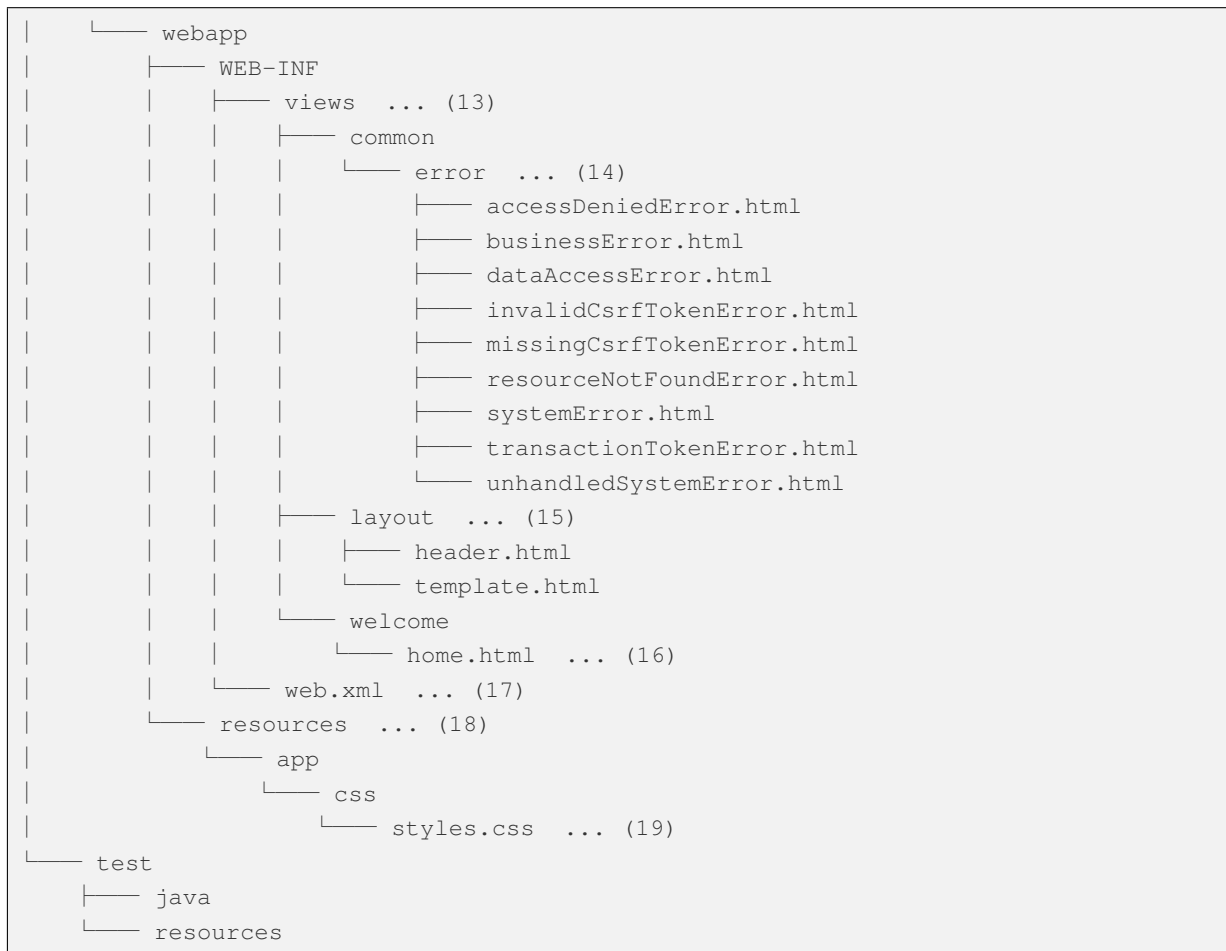 │   └── webapp
│       ├── WEB-INF
│       │   ├── views  ... (13)
│       │   │   ├── common
│       │   │   │   └── error  ... (14)
│       │   │   │       ├── accessDeniedError.html
│       │   │   │       ├── businessError.html
│       │   │   │       ├── dataAccessError.html
│       │   │   │       ├── invalidCsrfTokenError.html
│       │   │   │       ├── missingCsrfTokenError.html
│       │   │   │       ├── resourceNotFoundError.html
│       │   │   │       ├── systemError.html
│       │   │   │       ├── transactionTokenError.html
│       │   │   │       └── unhandledSystemError.html
│       │   │   ├── layout  ... (15)
│       │   │   │   ├── header.html
│       │   │   │   └── template.html
│       │   │   └── welcome
│       │   │       └── home.html  ... (16)
│       │   └── web.xml  ... (17)
│       └── resources  ... (18)
│           └── app
│               └── css
│                   └── styles.css  ... (19)
└── test
    ├── java
    └── resources